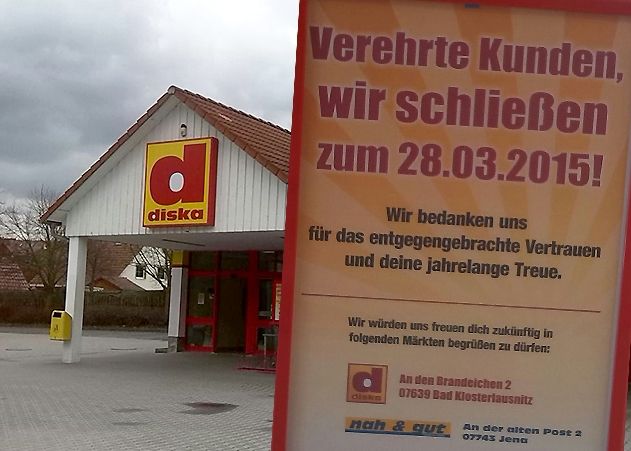 d
diska
Verehrte Kunden,
wir schließen
zum 28.03.2015!
Wir bedanken uns
für das entgegengebrachte Vertrauen
und deine jahrelange Treue.
Wir würden uns freuen dich zukünftig in
folgenden Märkten begrüßen zu dürfen:
d
diska
An den Brandeichen 2
07639 Bad Klosterlausnitz
nah & gut
An der alten Post 2
07743 Jena